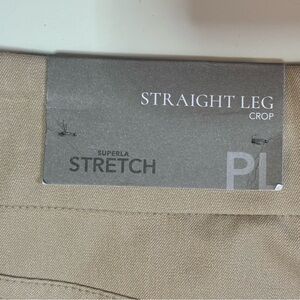 STRAIGHT LEG
CROP
SUPERLA
STRETCH
PL